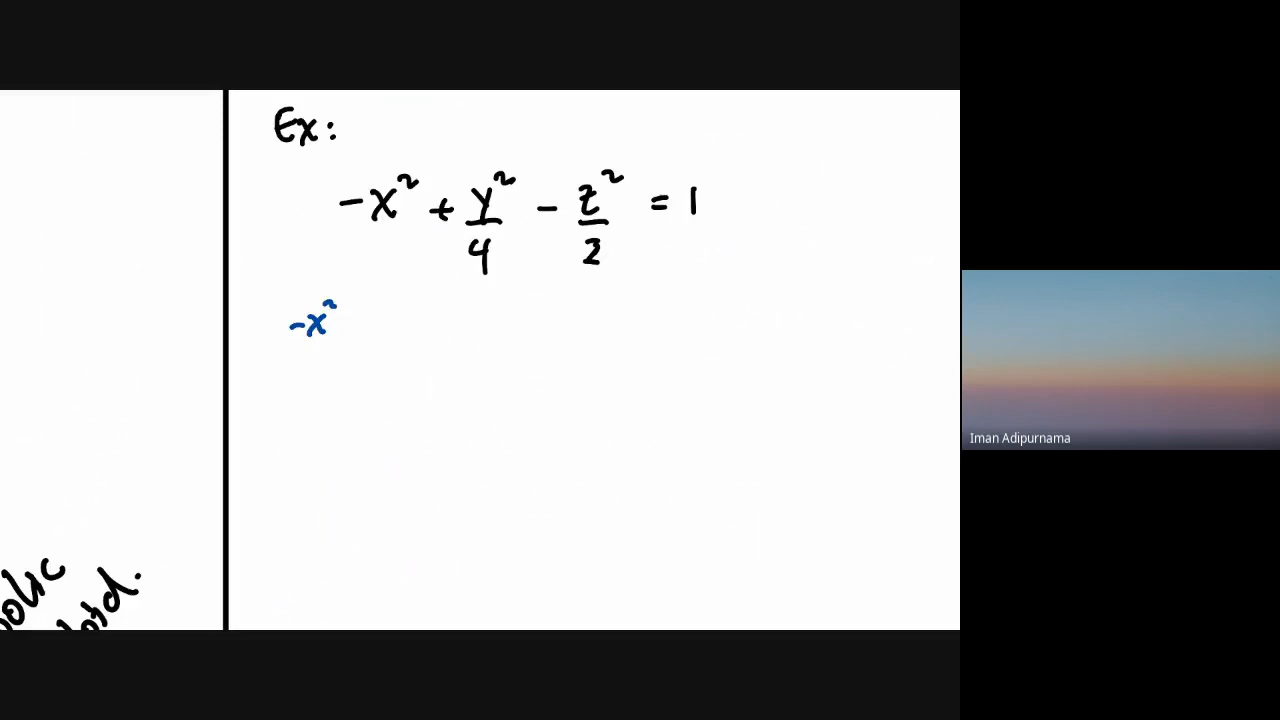 Ex:
-x² + y²/4 - z²/2 = 1
-x²
Iman Adipurnama